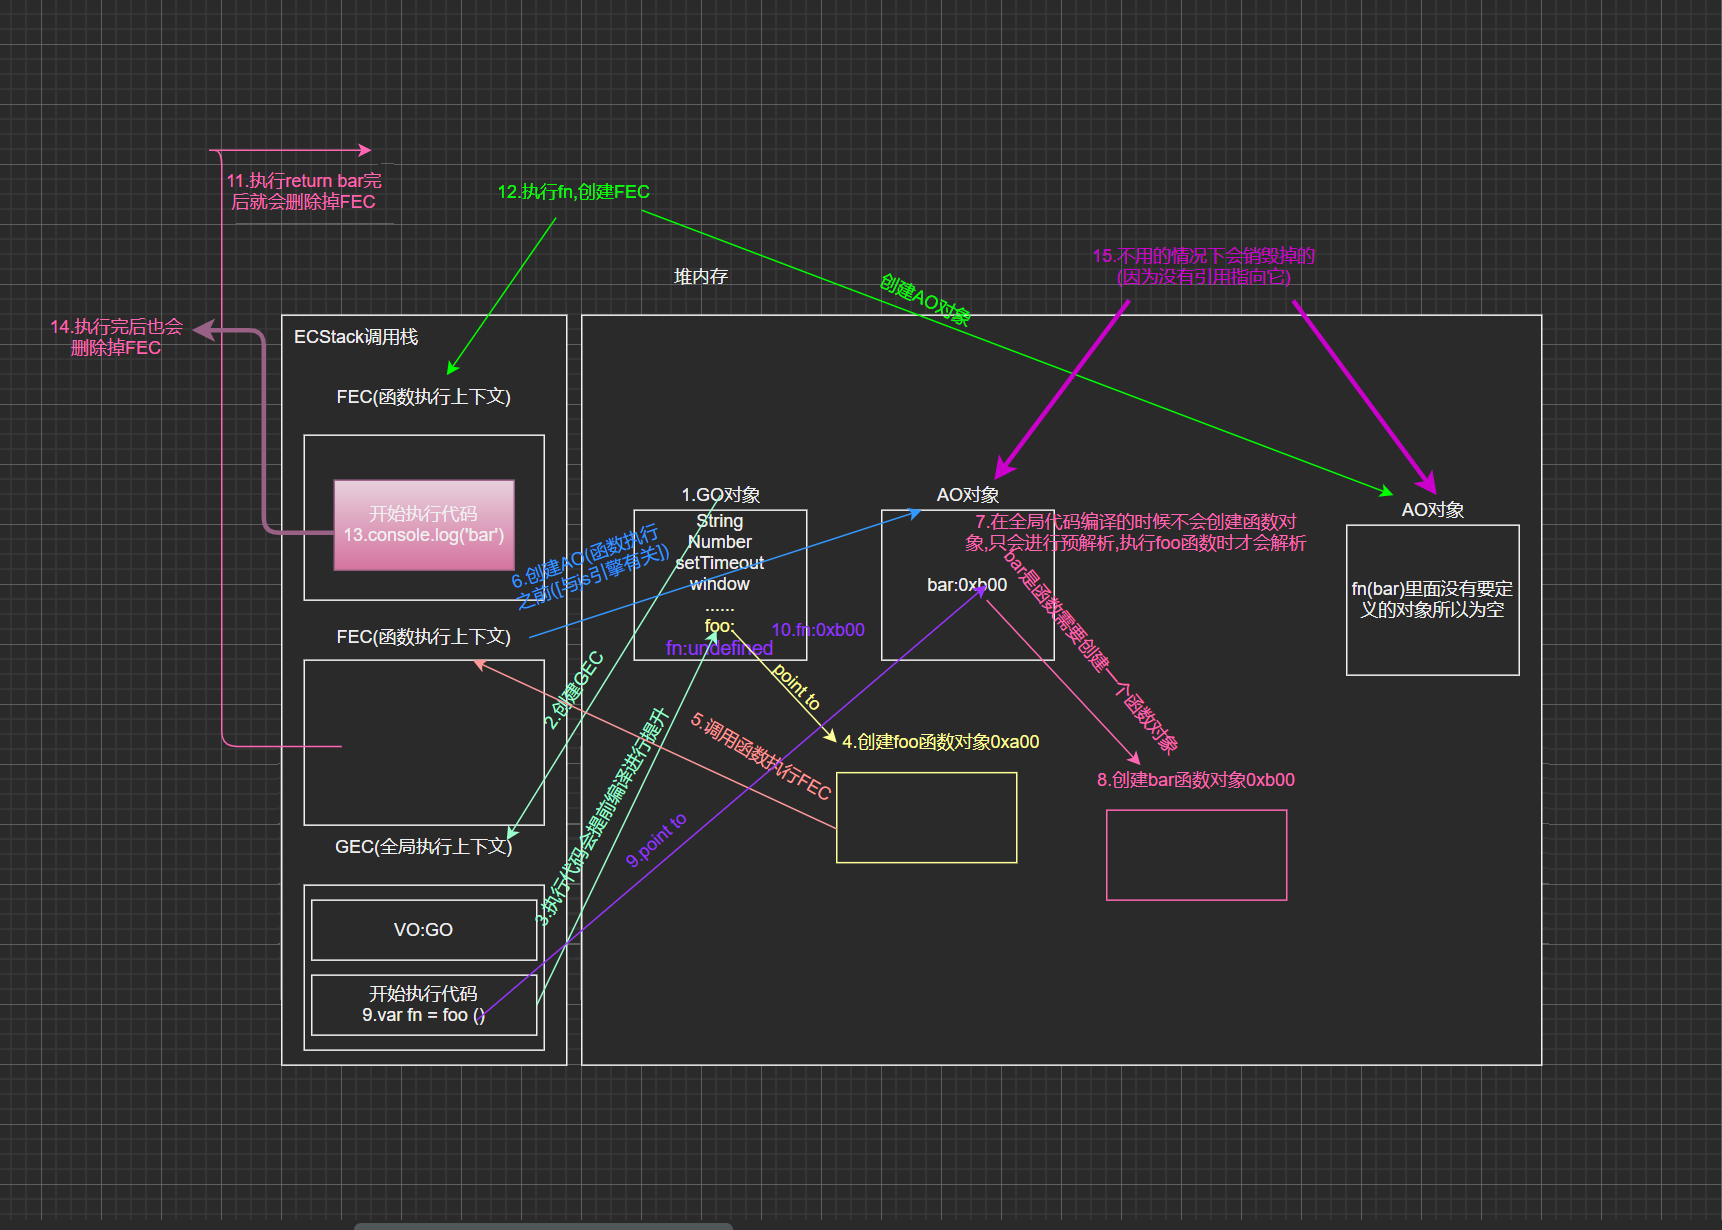 11.执行return bar完
后就会删除掉FEC
12.执行fn,创建FEC
15.不用的情况下会销毁掉的
(因为没有引用指向它)
堆内存
创建AO对象
14.执行完后也会
删除掉FEC
ECStack调用栈
FEC(函数执行上下文)
开始执行代码
13.console.log('bar')
FEC(函数执行上下文)
GEC(全局执行上下文)
VO:GO
开始执行代码
9.var fn = foo ()
1.GO对象
String
Number
setTimeout
window
......
foo:
fn:undefined
10.fn:0xb00
6.创建AO(函数执行
之前([与js引擎有关])
2.创建GEC
3.执行代码会提前编译进行提升
point to
5.调用函数执行FEC
9.point to
4.创建foo函数对象0xa00
AO对象
bar:0xb00
7.在全局代码编译的时候不会创建函数对
象,只会进行预解析,执行foo函数时才会解析
bar是函数需要创建一个函数对象
8.创建bar函数对象0xb00
AO对象
fn(bar)里面没有要定
义的对象所以为空